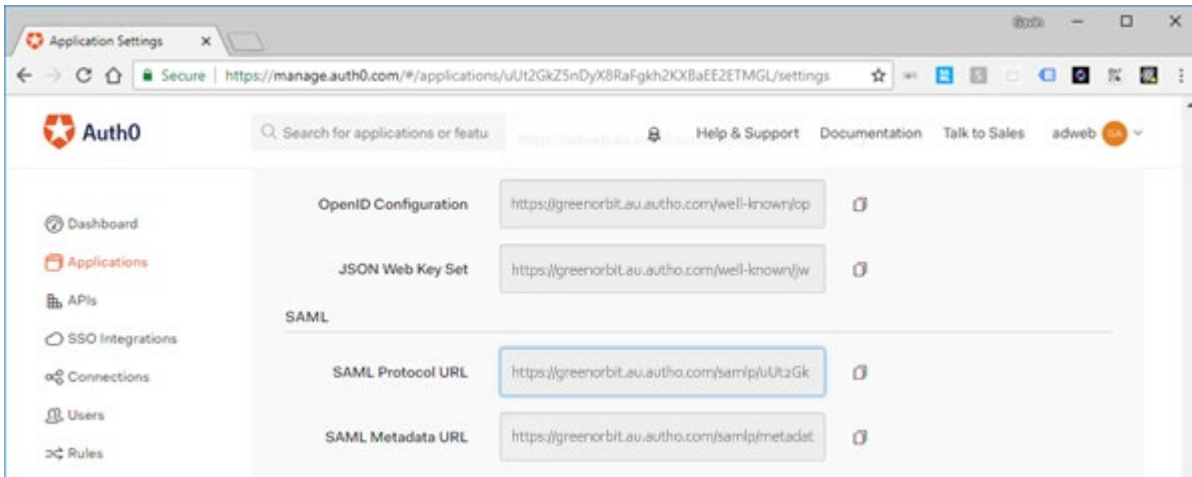 Application Settings
Secure https://manage.auth0.com/#/applications/uUt2GkZ5nDyX8RaFgkh2KXBaEE2ETMGL/settings
Auth0
Search for applications or featu
Help & Support Documentation Talk to Sales adweb GA
OpenID Configuration https://greenorbit.au.autho.com/well-known/op
Dashboard
Applications
JSON Web Key Set https://greenorbit.au.autho.com/well-known/jw
APIs
SAML
SSO Integrations
SAML Protocol URL https://greenorbit.au.autho.com/samlp/uUt2Gk
Connections
Users
SAML Metadata URL https://greenorbit.au.autho.com/samlp/metadat
Rules